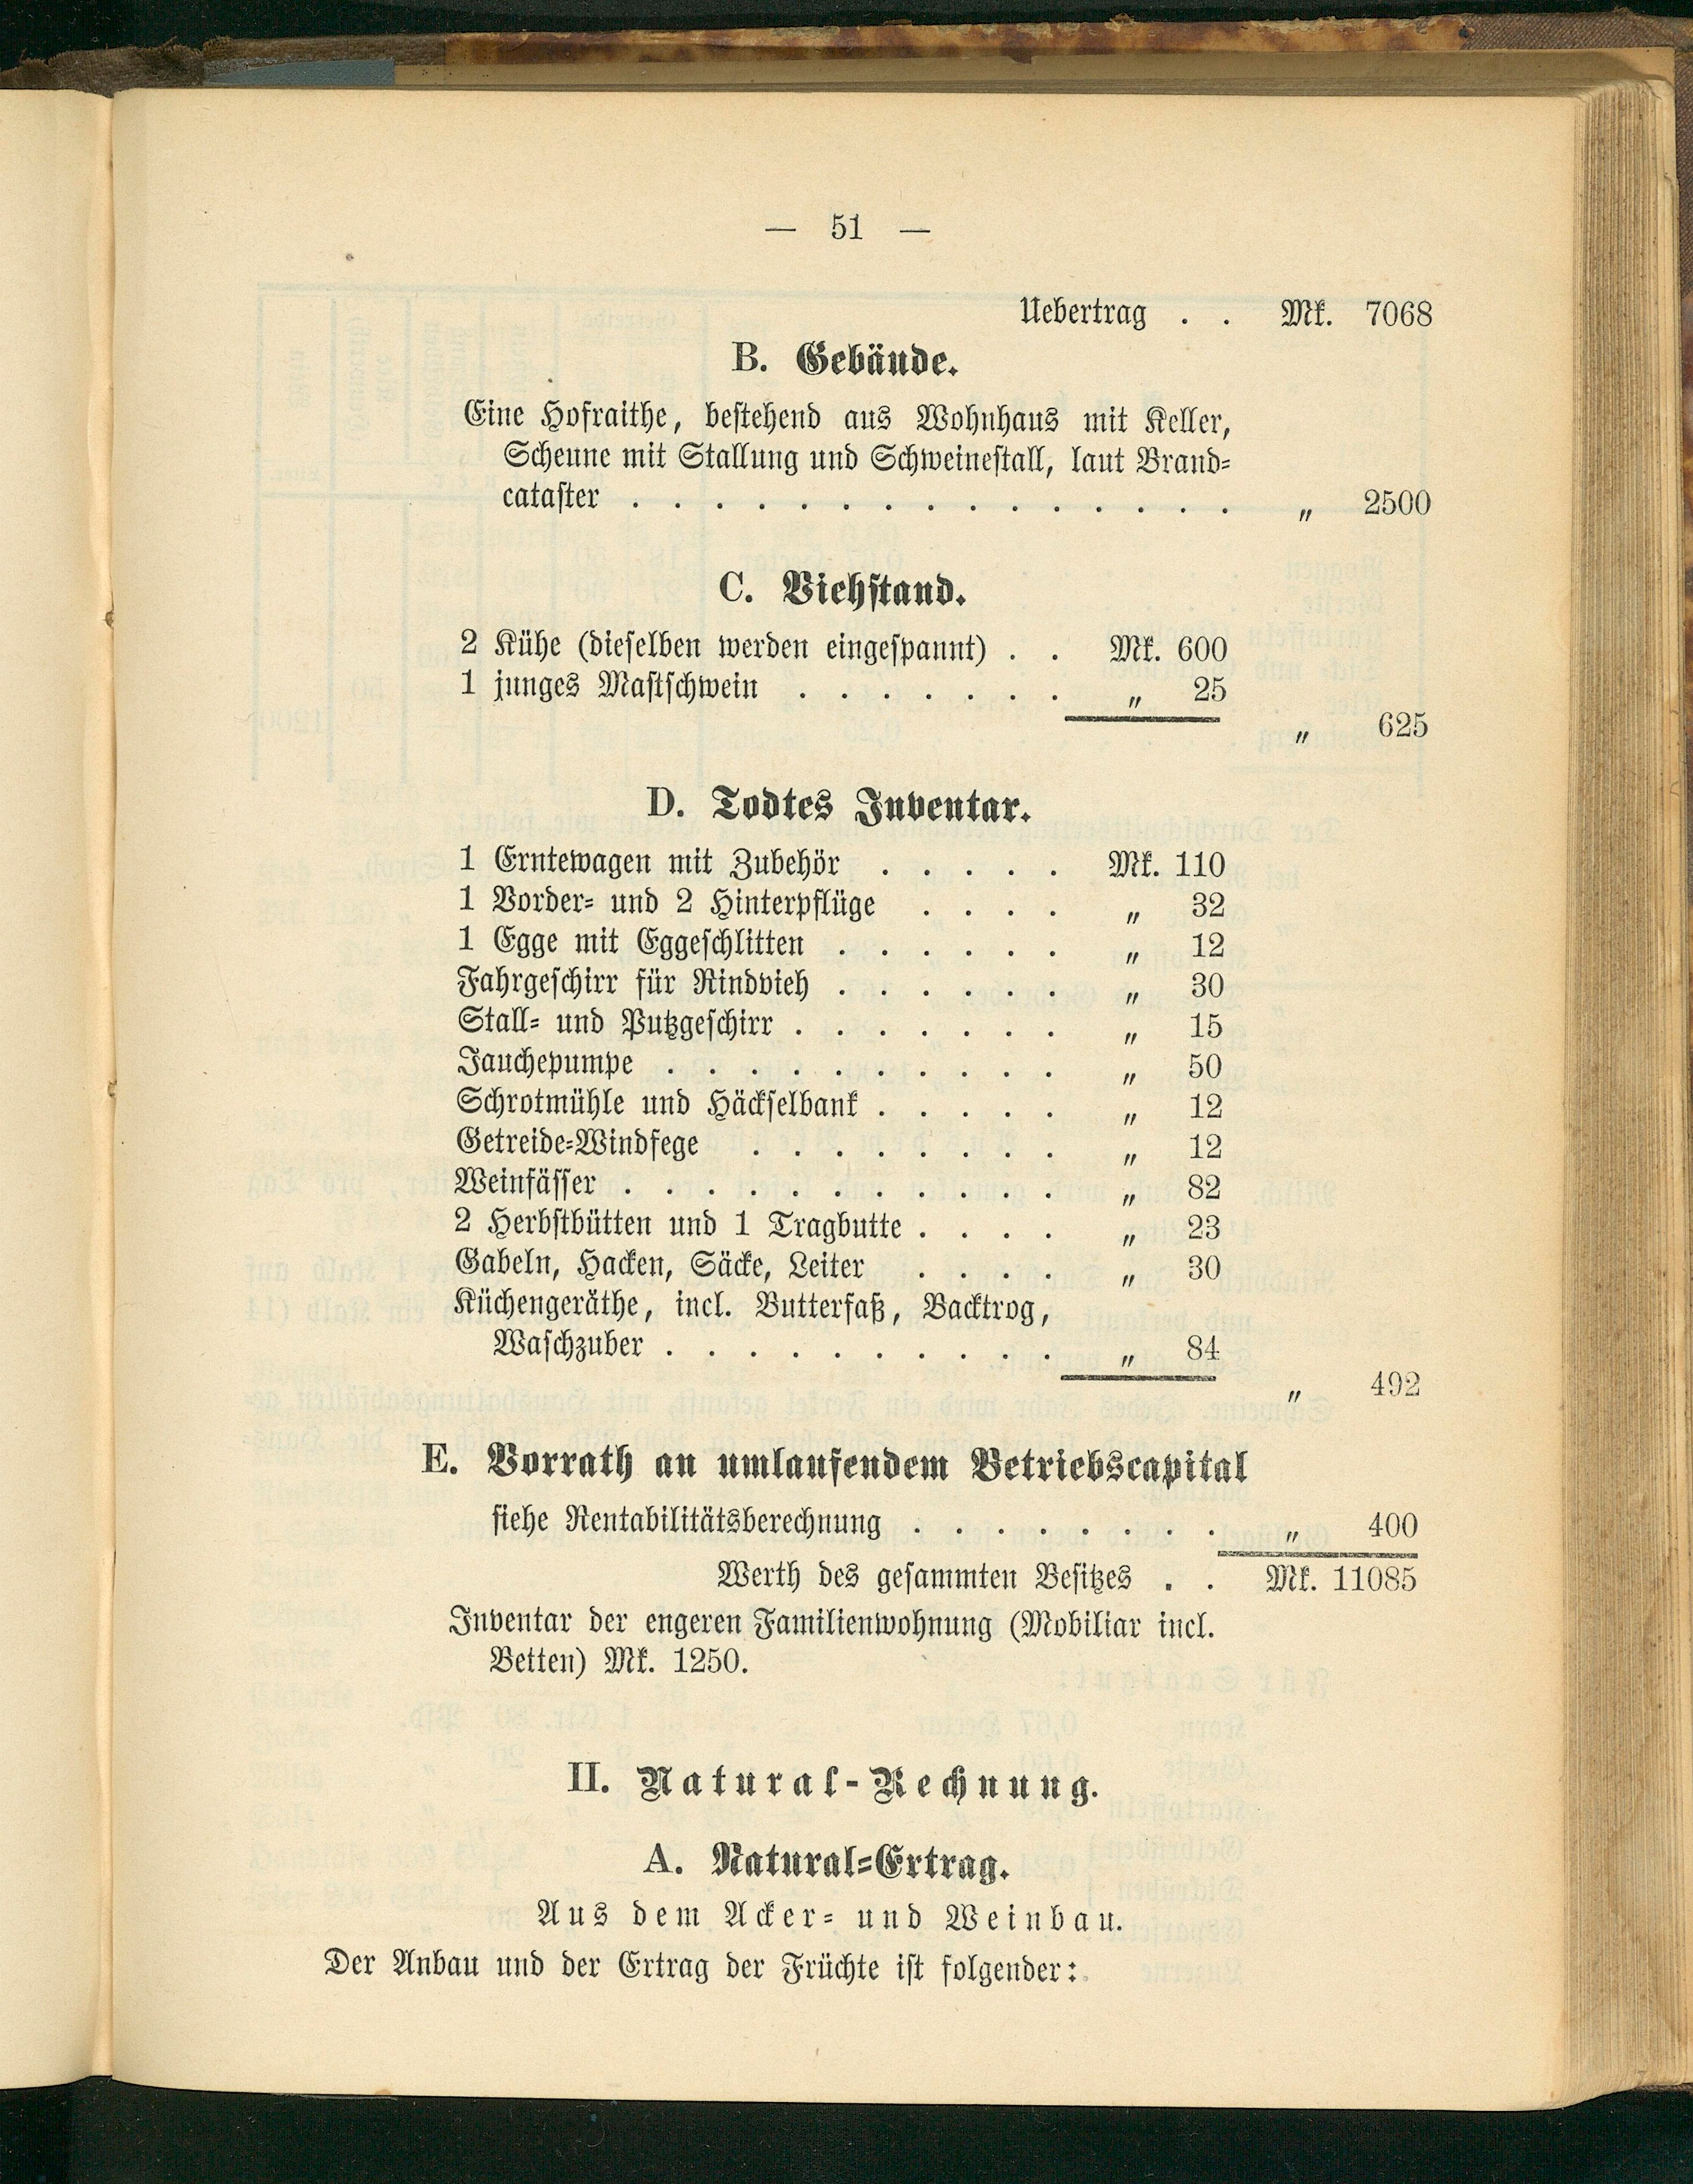 — 51 —
Uebertrag . . Mk. 7068
B. Gebäude.
Eine Hofraithe, bestehend aus Wohnhaus mit Keller,
Scheune mit Stallung und Schweinestall, laut Brand-
cataster . . . . . . . . . . . . . . . „ 2500
C. Viehstand.
2 Kühe (dieselben werden eingespannt) . . Mk. 600
1 junges Mastschwein . . . . . . . „ 25
„ 625
D. Todtes Inventar.
1 Erntewagen mit Zubehör . . . . . Mk. 110
1 Vorder- und 2 Hinterpflüge . . . . „ 32
1 Egge mit Eggeschlitten . . . . . . „ 12
Fahrgeschirr für Rindvieh . . . . . . „ 30
Stall- und Putzgeschirr . . . . . . . „ 15
Jauchepumpe . . . . . . . . . . „ 50
Schrotmühle und Häckselbank . . . . . „ 12
Getreide-Windfege . . . . . . . . „ 12
Weinfässer . . . . . . . . . . . „ 82
2 Herbstbütten und 1 Tragbutte . . . . „ 23
Gabeln, Hacken, Säcke, Leiter . . . . „ 30
Küchengeräthe, incl. Butterfaß, Backtrog,
Waschzuber . . . . . . . . . . „ 84
„ 492
E. Vorrath an umlaufendem Betriebscapital
siehe Rentabilitätsberechnung . . . . . . . . „ 400
Werth des gesammten Besitzes . . Mk. 11085
Inventar der engeren Familienwohnung (Mobiliar incl.
Betten) Mk. 1250.
II. Natural-Rechnung.
A. Natural-Ertrag.
Aus dem Acker- und Weinbau.
Der Anbau und der Ertrag der Früchte ist folgender: